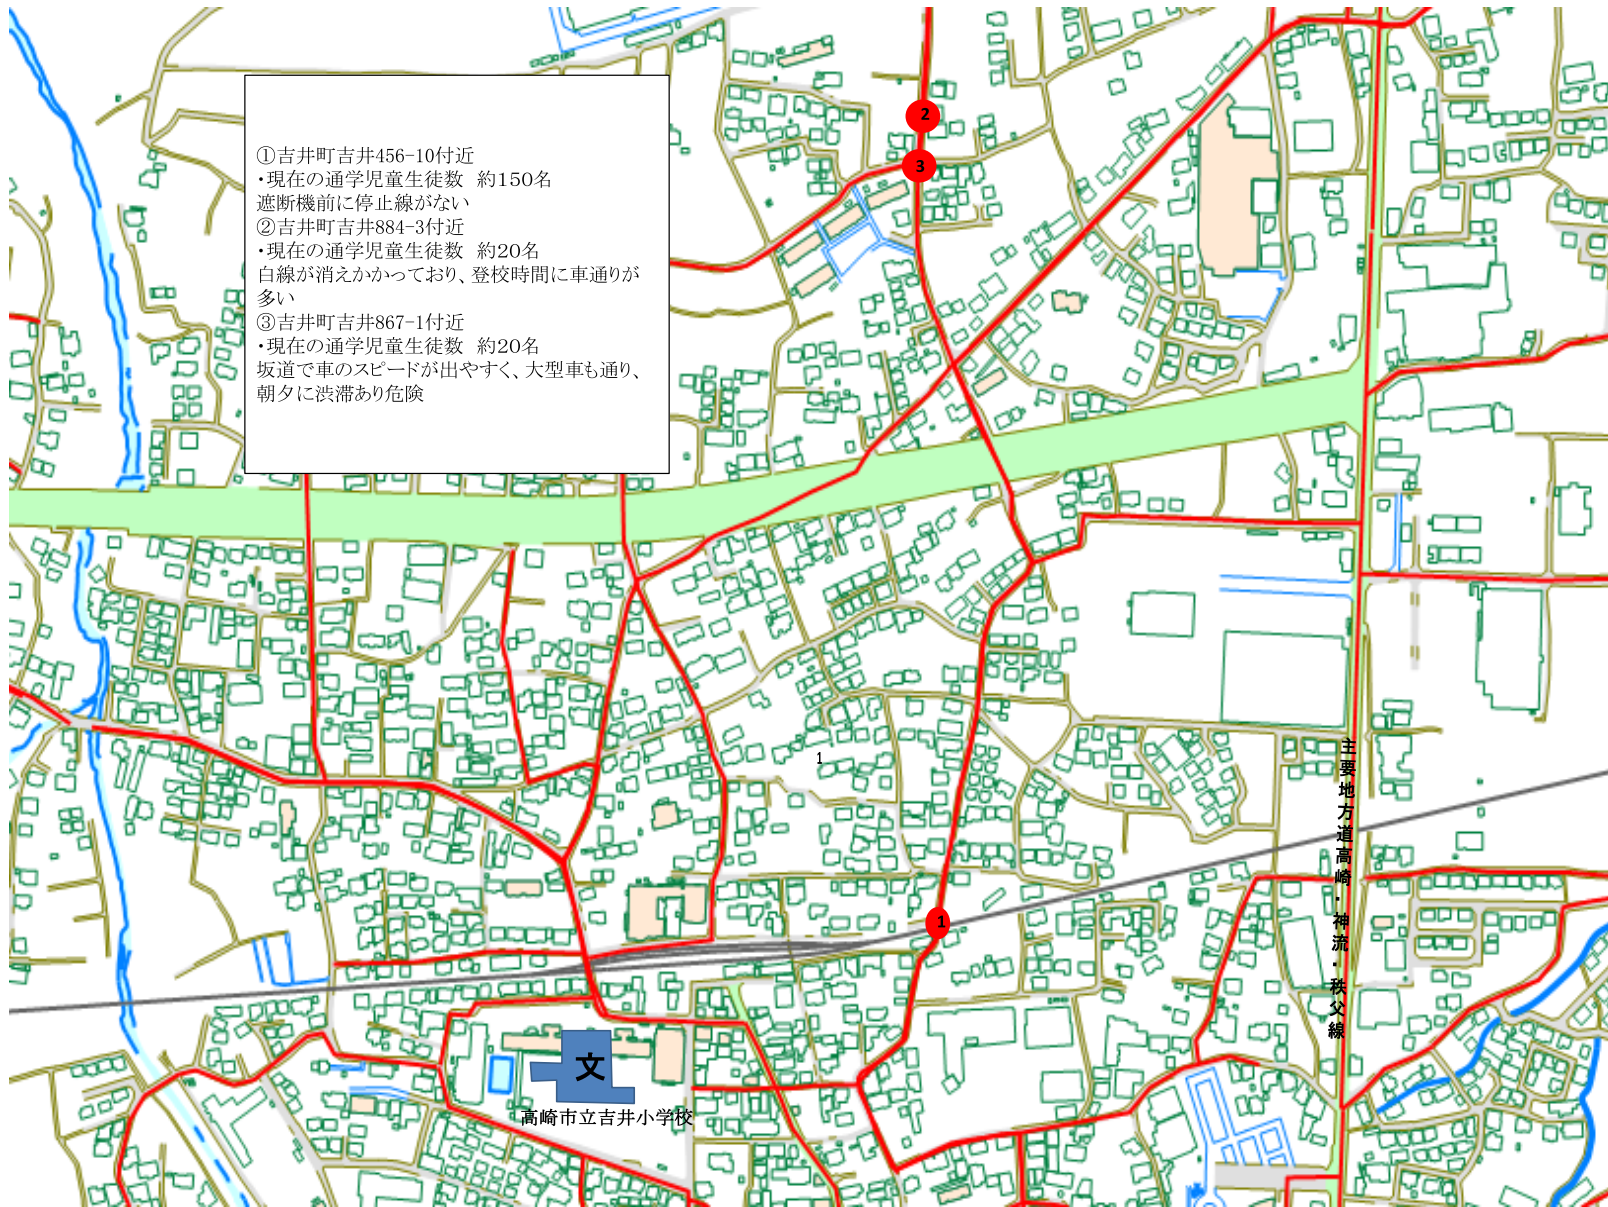 2
3
①吉井町吉井456-10付近
・現在の通学児童生徒数　約150名
遮断機前に停止線がない
②吉井町吉井884-3付近
・現在の通学児童生徒数　約20名
白線が消えかかっており、登校時間に車通りが
多い
③吉井町吉井867-1付近
・現在の通学児童生徒数　約20名
坂道で車のスピードが出やすく、大型車も通り、
朝夕に渋滞あり危険
1
主要地方道高崎・神流・秩父線
1
文
高崎市立吉井小学校